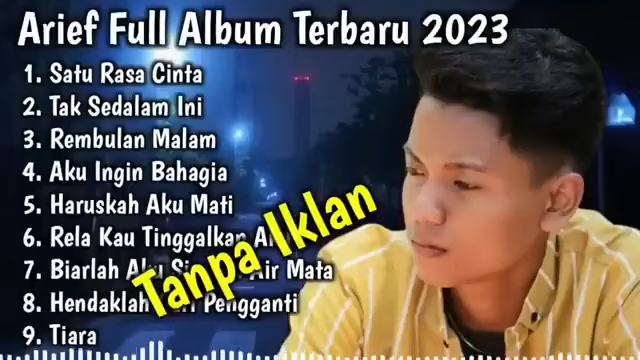 Arief Full Album Terbaru 2023
1. Satu Rasa Cinta
2. Tak Sedalam Ini
3. Rembulan Malam
4. Aku Ingin Bahagia
5. Haruskah Aku Mati
6. Rela Kau Tinggalkan
7. Biarlah Aku Air Mata
8. Hendaklah Pengganti
9. Tiara
Tanpa Iklan